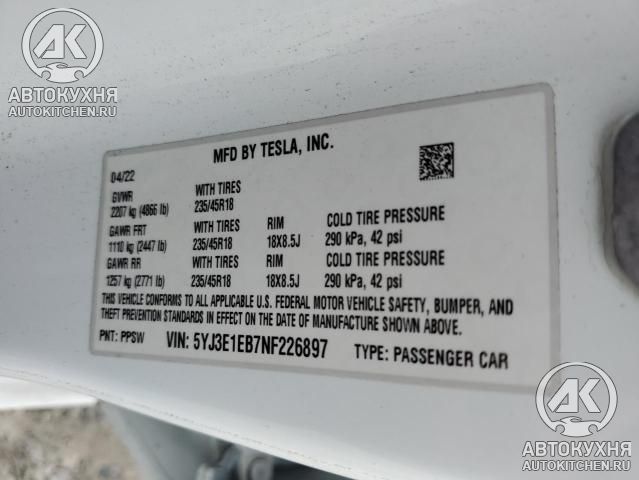 AK
АВТОКУХНЯ
AUTOKITCHEN.RU
MFD BY TESLA, INC.
04/22
GVWR WITH TIRES
2207 kg (4866 lb) 235/45R18
GAWR FRT WITH TIRES RIM COLD TIRE PRESSURE
1110 kg (2447 lb) 235/45R18 18X8.5J 290 kPa, 42 psi
GAWR RR WITH TIRES RIM COLD TIRE PRESSURE
1257 kg (2771 lb) 235/45R18 18X8.5J 290 kPa, 42 psi
THIS VEHICLE CONFORMS TO ALL APPLICABLE U.S. FEDERAL MOTOR VEHICLE SAFETY, BUMPER, AND
THEFT PREVENTION STANDARDS IN EFFECT ON THE DATE OF MANUFACTURE SHOWN ABOVE.
PNT: PPSW VIN: 5YJ3E1EB7NF226897 TYPE: PASSENGER CAR
AK
АВТОКУХНЯ
AUTOKITCHEN.RU